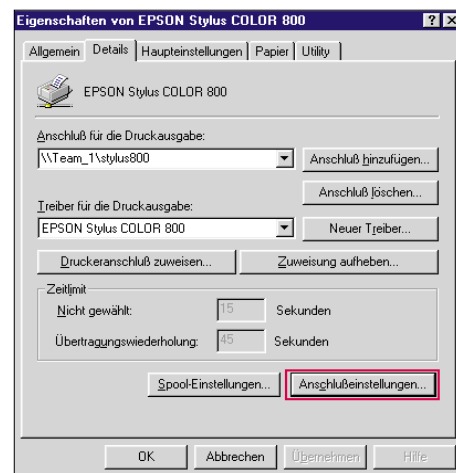 Eigenschaften von EPSON Stylus COLOR 800
Allgemein Details Haupteinstellungen Papier Utility
EPSON Stylus COLOR 800
Anschluß für die Druckausgabe:
\\Team_1\stylus800 Anschluß hinzufügen...
Anschluß löschen...
Treiber für die Druckausgabe:
EPSON Stylus COLOR 800 Neuer Treiber...
Druckeranschluß zuweisen... Zuweisung aufheben...
Zeitlimit
Nicht gewählt: 15 Sekunden
Übertragungswiederholung: 45 Sekunden
Spool-Einstellungen... Anschlußeinstellungen...
OK Abbrechen Übernehmen Hilfe